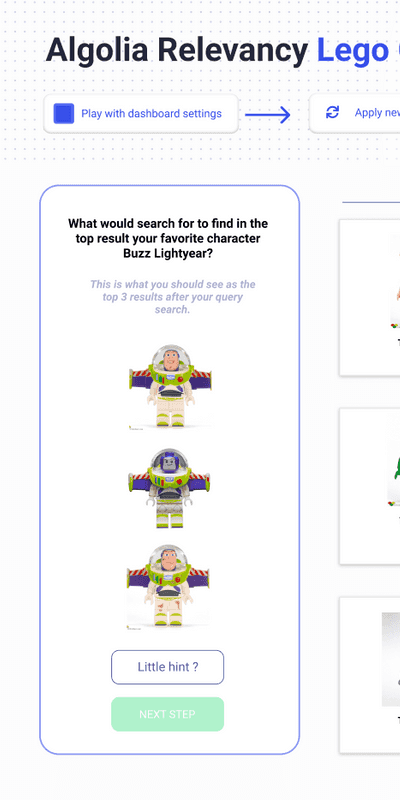 Algolia Relevancy Lego
Play with dashboard settings
Apply new
What would search for to find in the
top result your favorite character
Buzz Lightyear?
This is what you should see as the
top 3 results after your query
search.
Little hint ?
NEXT STEP